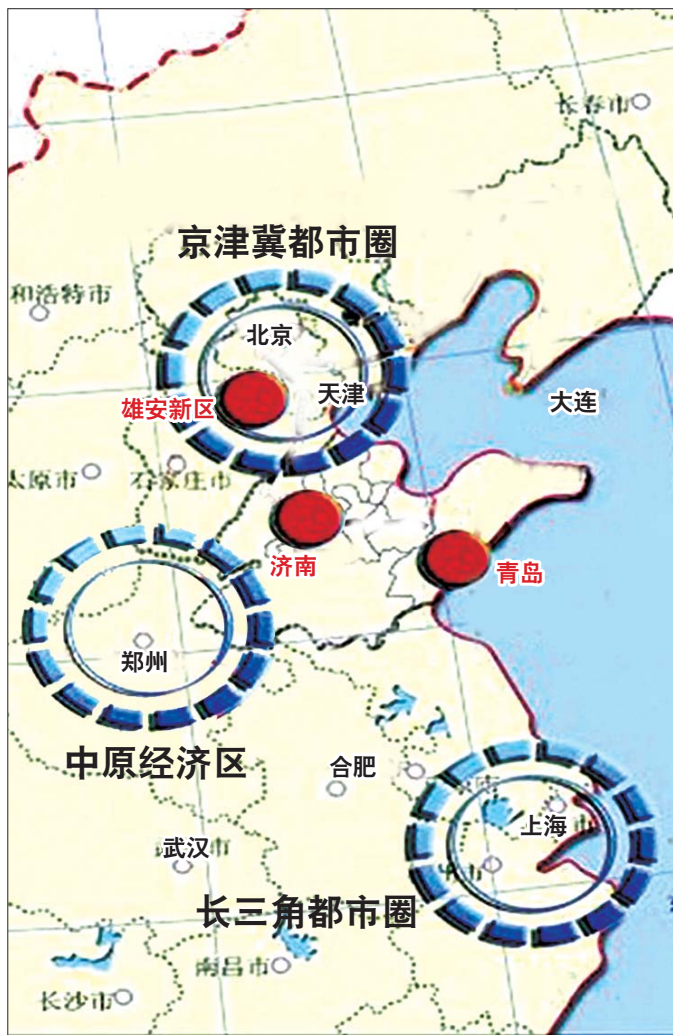 长春市
京津冀都市圈
和浩特市
北京
天津
大连
雄安新区
太原市
石家庄市
济南
青岛
郑州
中原经济区
合肥
上海
市
武汉
市
长三角都市圈
南昌市
长沙市